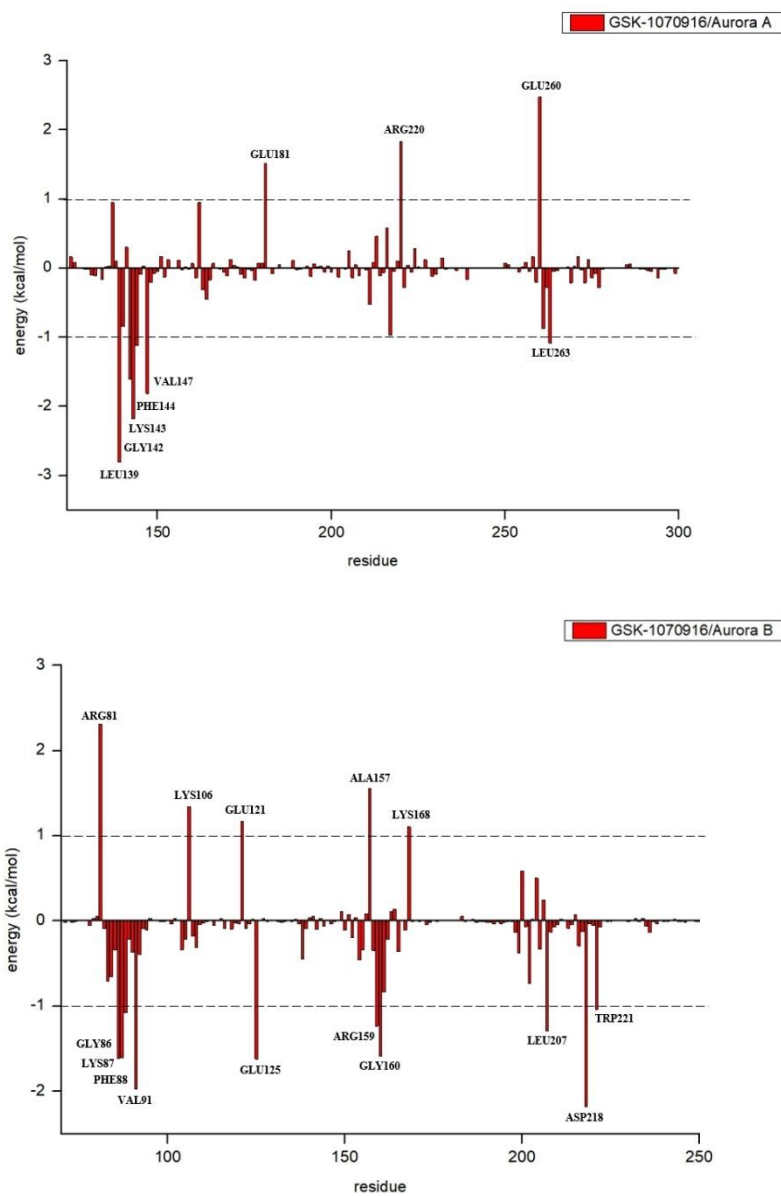 GSK-1070916/Aurora A
3
GLU260
2
ARG220
GLU181
1
energy (kcal/mol)
0
-1
LEU263
VAL147
PHE144
-2
LYS143
GLY142
LEU139
-3
150
200
250
300
residue
GSK-1070916/Aurora B
3
ARG81
2
ALA157
LYS106
GLU121
LYS168
1
energy (kcal/mol)
0
-1
TRP221
ARG159
LEU207
GLY86
LYS87
GLY160
PHE88
GLU125
VAL91
-2
ASP218
100
150
200
250
residue